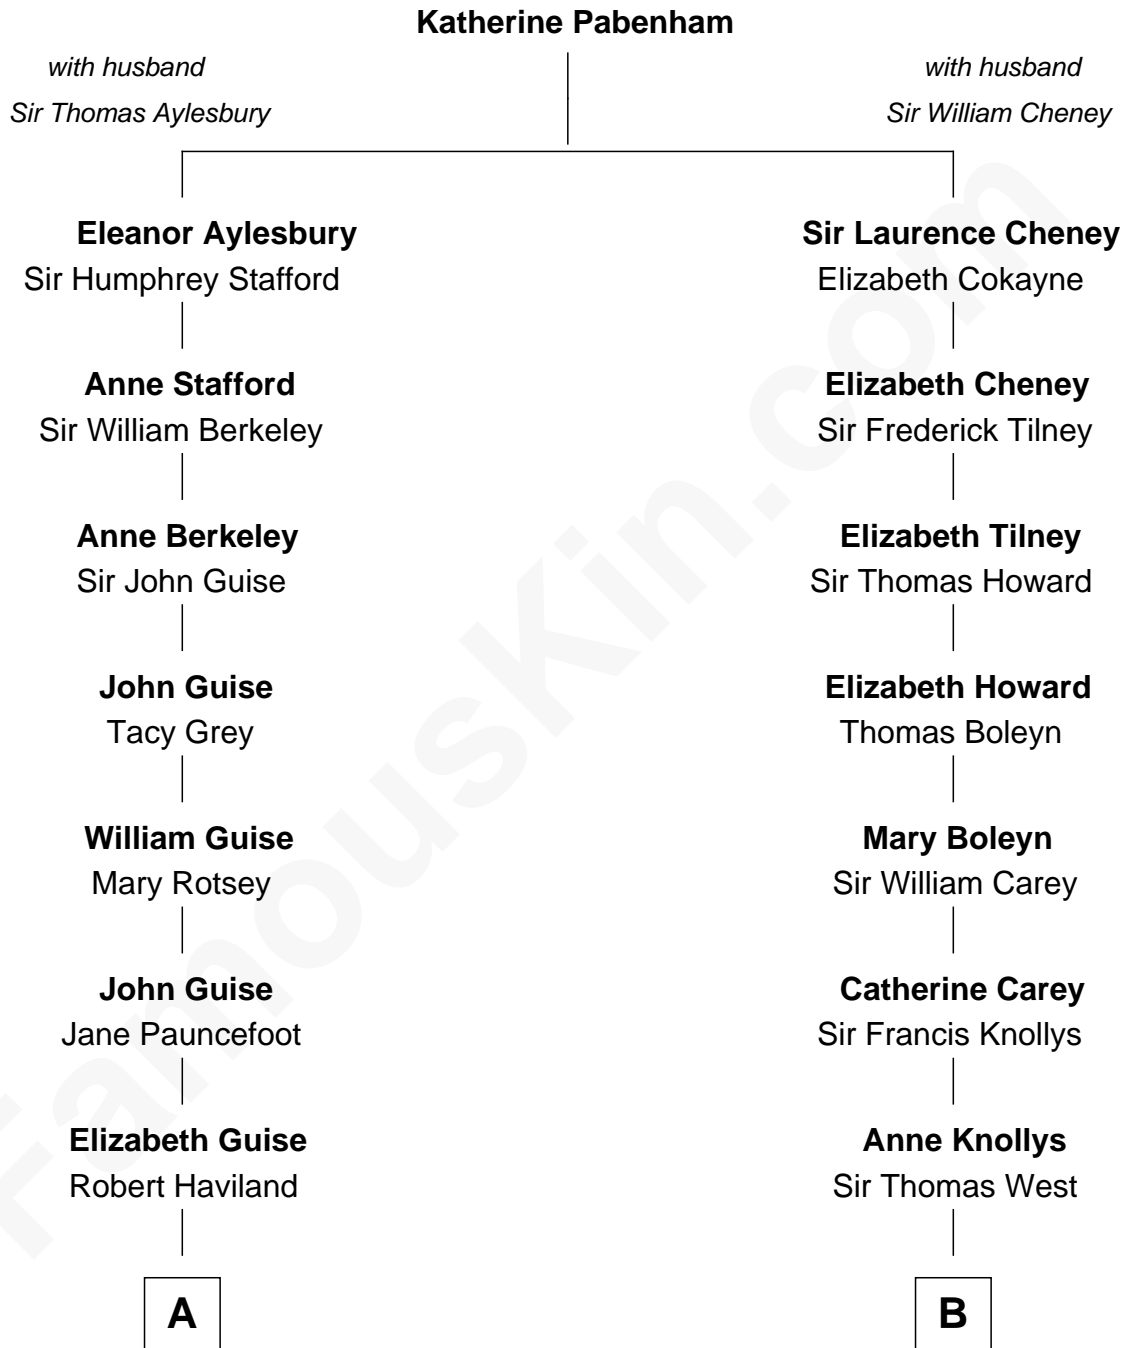 Katherine Pabenham
with husband
Sir Thomas Aylesbury
with husband
Sir William Cheney
Eleanor Aylesbury
Sir Humphrey Stafford
Sir Laurence Cheney
Elizabeth Cokayne
Anne Stafford
Sir William Berkeley
Elizabeth Cheney
Sir Frederick Tilney
Anne Berkeley
Sir John Guise
Elizabeth Tilney
Sir Thomas Howard
John Guise
Tacy Grey
Elizabeth Howard
Thomas Boleyn
William Guise
Mary Rotsey
Mary Boleyn
Sir William Carey
John Guise
Jane Pauncefoot
Catherine Carey
Sir Francis Knollys
Elizabeth Guise
Robert Haviland
Anne Knollys
Sir Thomas West
A
B
FamousKin.com